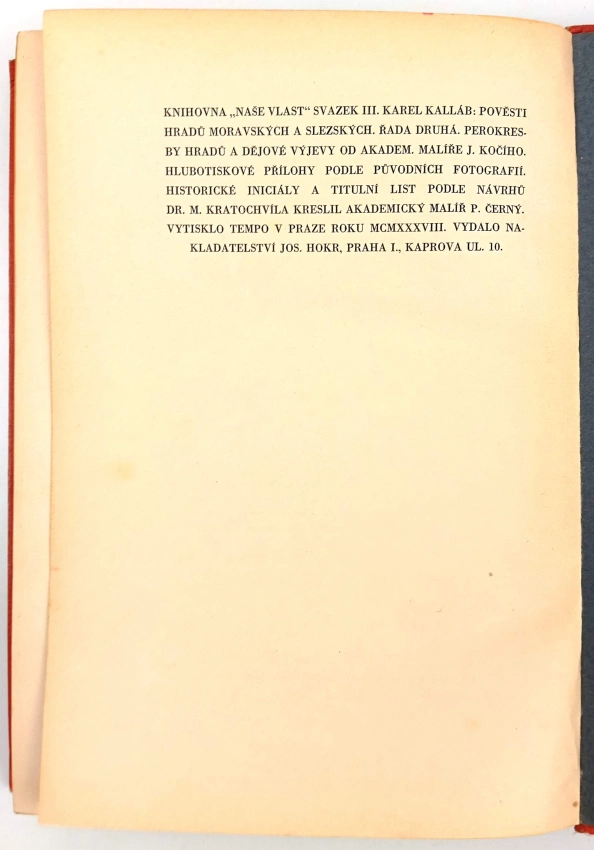 KNIHOVNA „NAŠE VLAST“ SVAZEK III. KAREL KALLÁB: POVĚSTI
HRADŮ MORAVSKÝCH A SLEZSKÝCH. ŘADA DRUHÁ. PEROKRES-
BY HRADŮ A DĚJOVÉ VÝJEVY OD AKADEM. MALÍŘE J. KOČÍHO.
HLUBOTISKOVÉ PŘÍLOHY PODLE PŮVODNÍCH FOTOGRAFIÍ.
HISTORICKÉ INICIÁLY A TITULNÍ LIST PODLE NÁVRHŮ
DR. M. KRATOCHVÍLA KRESLIL AKADEMICKÝ MALÍŘ P. ČERNÝ.
VYTISKLO TEMPO V PRAZE ROKU MCMXXXVIII. VYDALO NA-
KLADATELSTVÍ JOS. HOKR, PRAHA I., KAPROVA UL. 10.